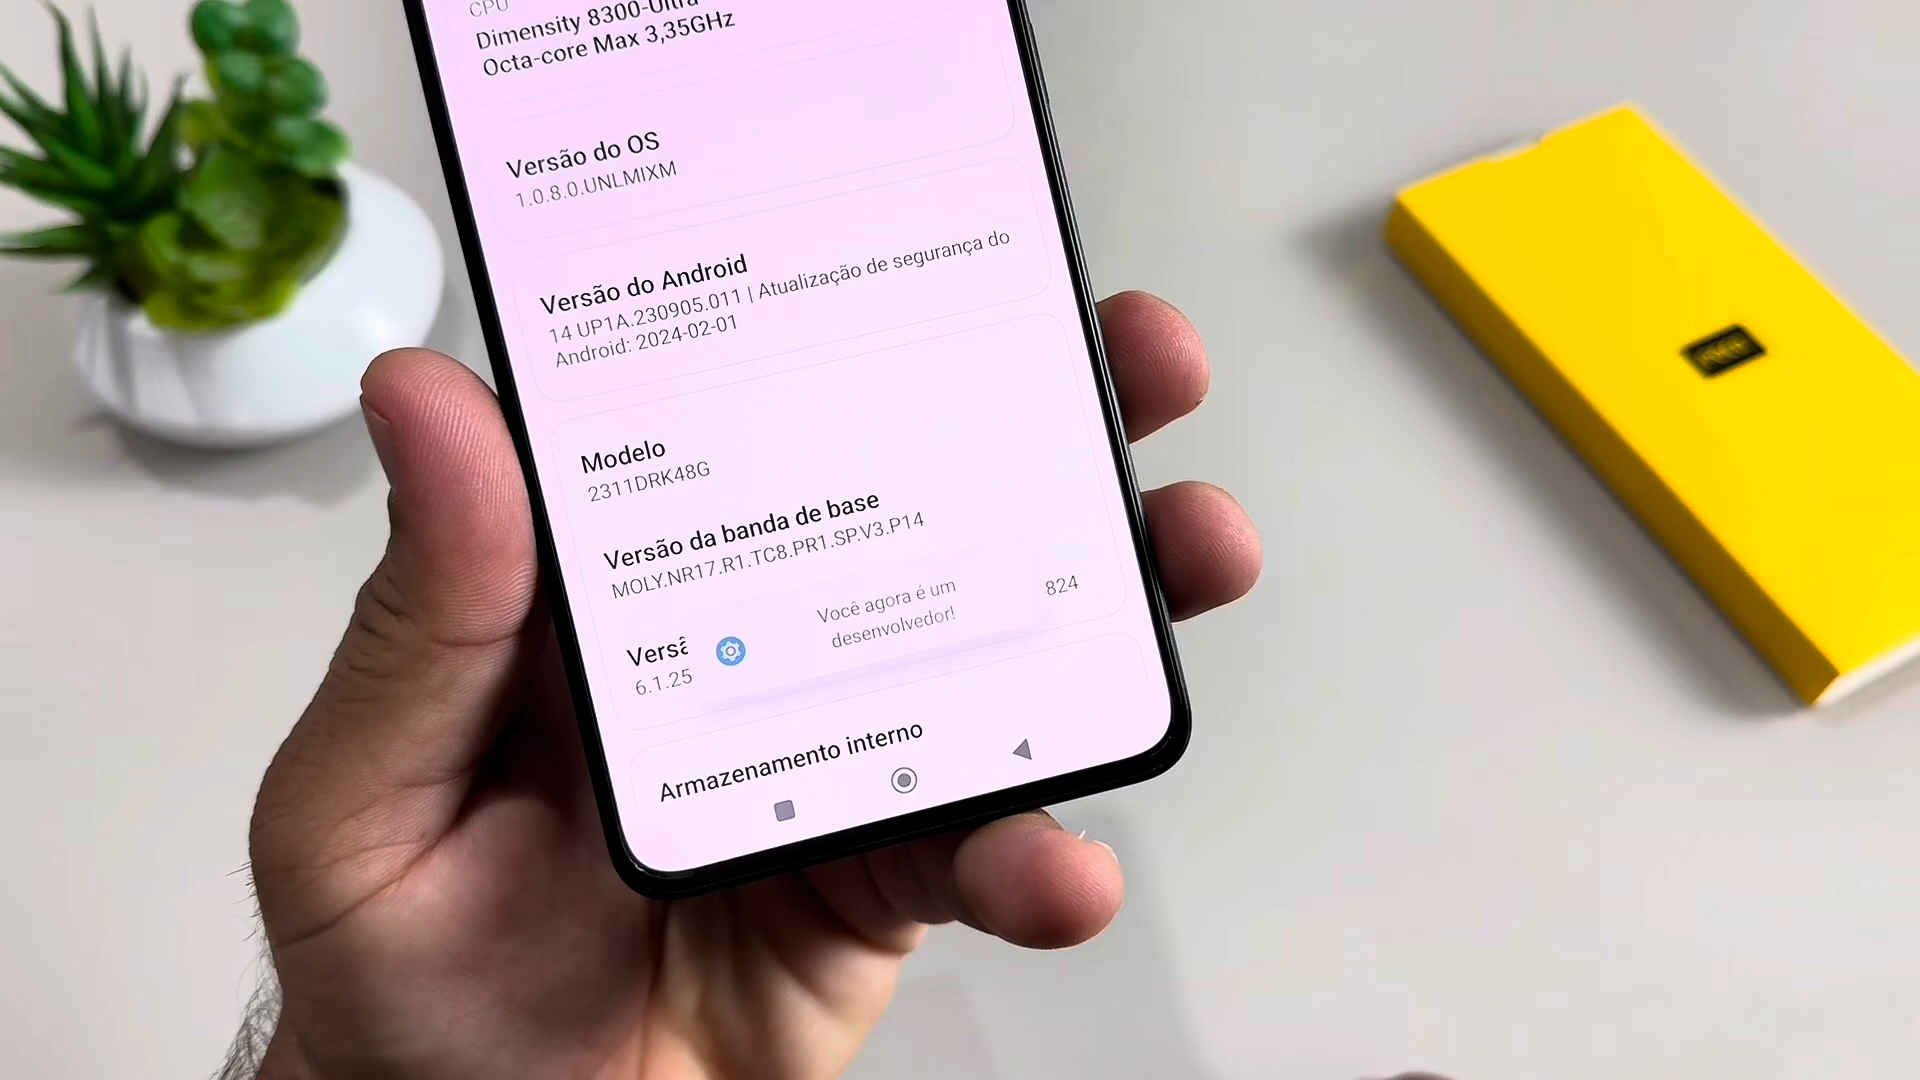 CPU
Dimensity 8300-Ultra
Octa-core Max 3,35GHz
Versão do OS
1.0.8.0.UNLMIXM
Versão do Android
14 UP1A.230905.011 | Atualização de segurança do
Android: 2024-02-01
Modelo
2311DRK48G
Versão da banda de base
MOLY.NR17.R1.TC8.PR1.SP.V3.P14
Você agora é um
desenvolvedor!
824
6.1.25
Armazenamento interno